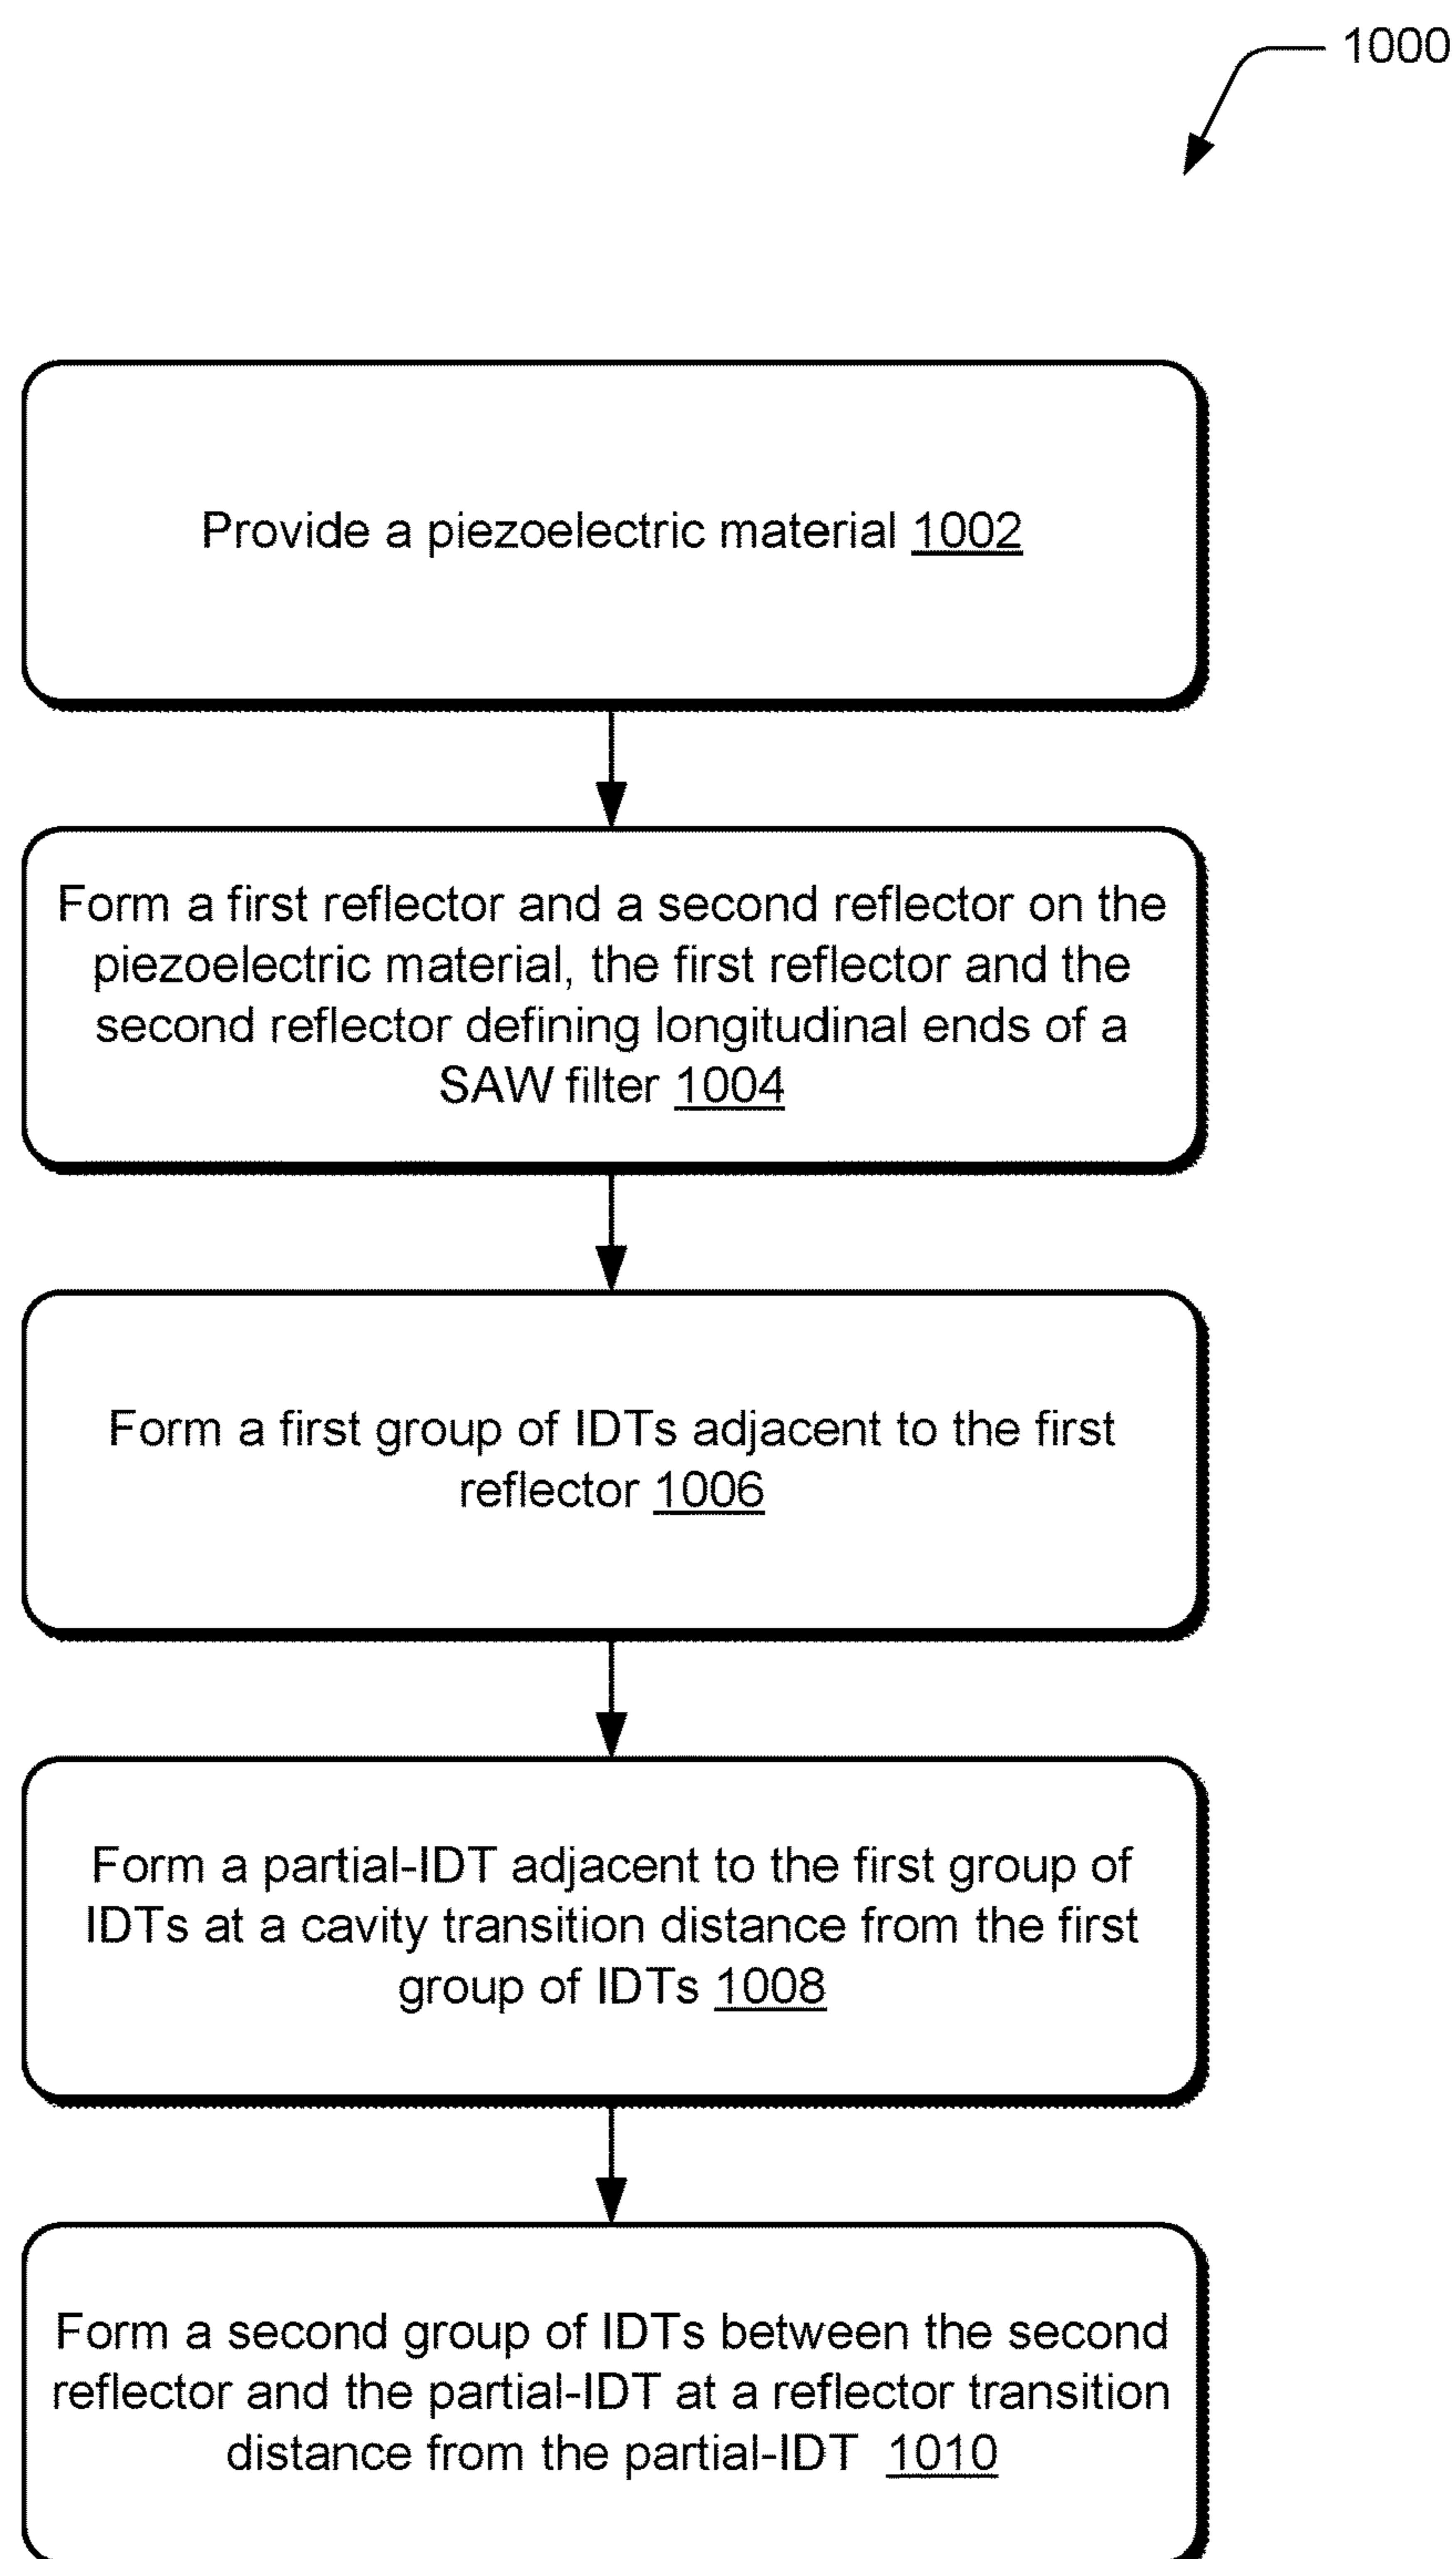 1000
Provide a piezoelectric material 1002
Form a first reflector and a second reflector on the
piezoelectric material, the first reflector and the
second reflector defining longitudinal ends of a
SAW filter 1004
Form a first group of IDTs adjacent to the first
reflector 1006
Form a partial-IDT adjacent to the first group of
IDTs at a cavity transition distance from the first
group of IDTs 1008
Form a second group of IDTs between the second
reflector and the partial-IDT at a reflector transition
distance from the partial-IDT 1010